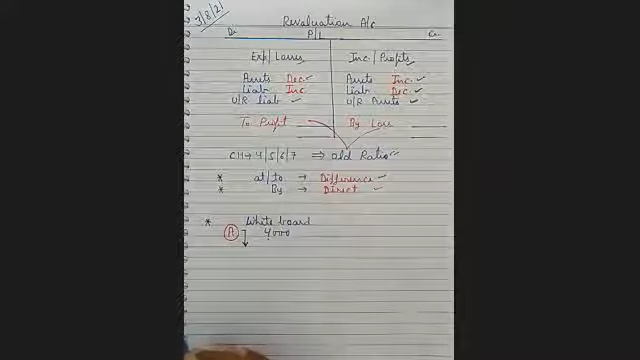 3/8/21
Revaluation A/c
Dr P/L Cr
Exp/Losses Inc/Profits
Assets Dec. Assets Inc.
Liab Inc Liab Dec.
U/R Liab U/R Assets
To Profit By Loss
CH → 4/5/6/7 ⇒ old Ratio
* at/to → Difference
* By → Direct
* White board
A 4000